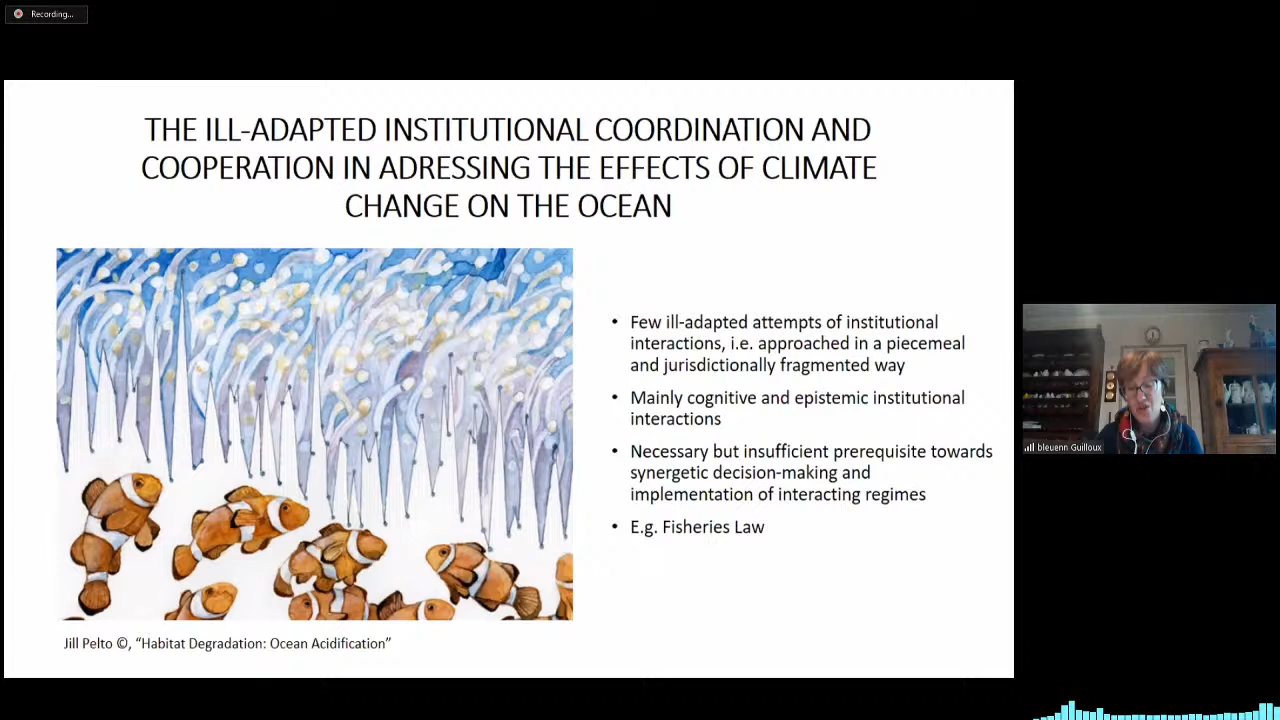 Recording...
THE ILL-ADAPTED INSTITUTIONAL COORDINATION AND
COOPERATION IN ADRESSING THE EFFECTS OF CLIMATE
CHANGE ON THE OCEAN
• Few ill-adapted attempts of institutional
interactions, i.e. approached in a piecemeal
and jurisdictionally fragmented way
• Mainly cognitive and epistemic institutional
interactions
• Necessary but insufficient prerequisite towards
synergetic decision-making and
implementation of interacting regimes
• E.g. Fisheries Law
Jill Pelto ©, “Habitat Degradation: Ocean Acidification”
bleuenn Guilloux